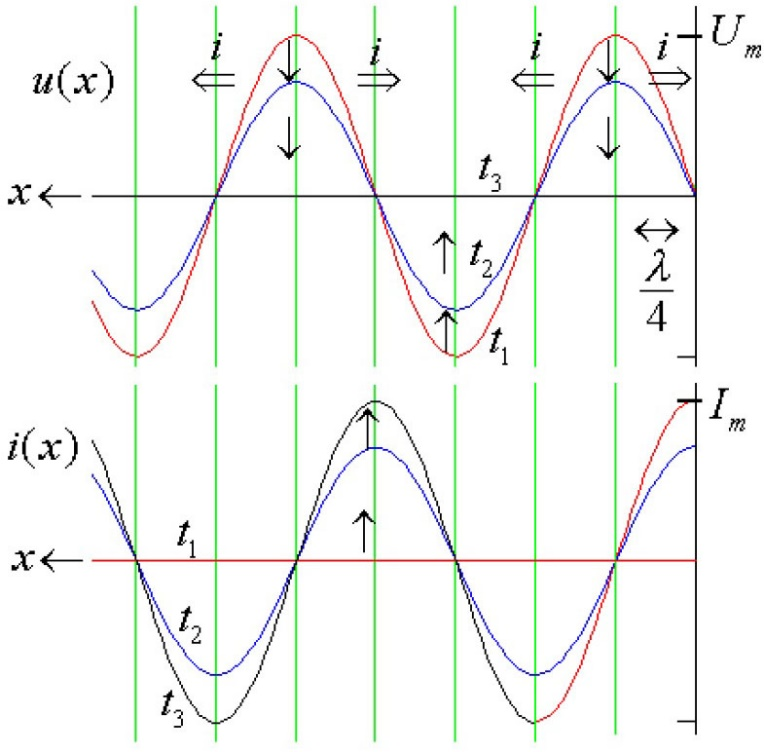 i i i i U_m
u(x)
x ← t_3
t_2 λ/4
t_1
i(x) I_m
x ← t_1
t_2
t_3